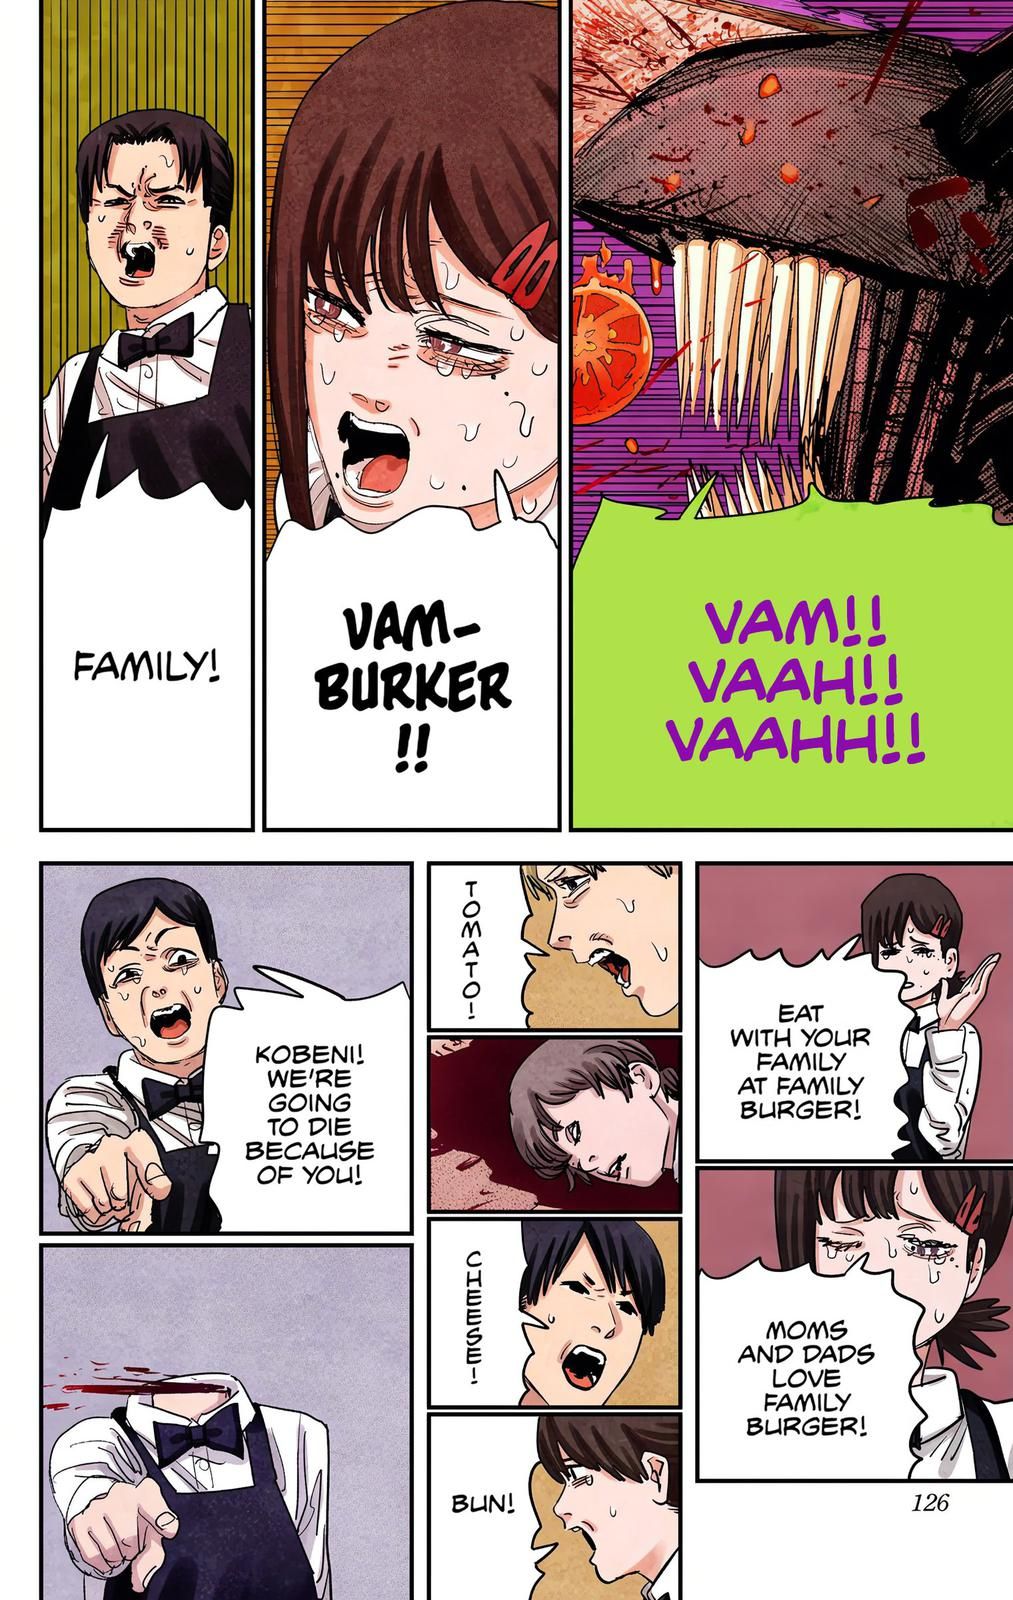 VAM!!
VAAH!!
VAAHH!!
VAM-
BURKER
!!
FAMILY!
EAT
WITH YOUR
FAMILY
AT FAMILY
BURGER!
MOMS
AND DADS
LOVE
FAMILY
BURGER!
TOMATO!
CHEESE!
BUN!
KOBENI!
WE'RE
GOING
TO DIE
BECAUSE
OF YOU!
126